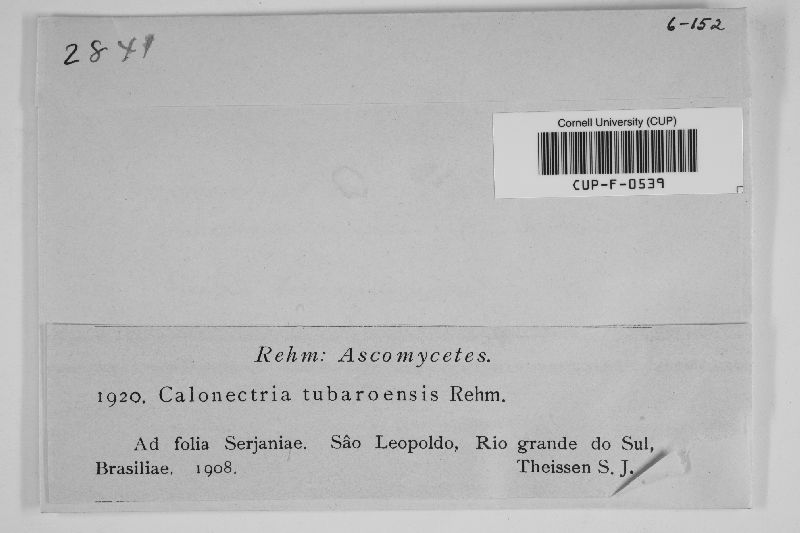 6-152
2841
Cornell University (CUP)
CUP-F-0539
Rehm: Ascomycetes.
1920. Calonectria tubaroensis Rehm.
Ad folia Serjaniae. Sâo Leopoldo, Rio grande do Sul,
Brasiliae. 1908. Theissen S. J.